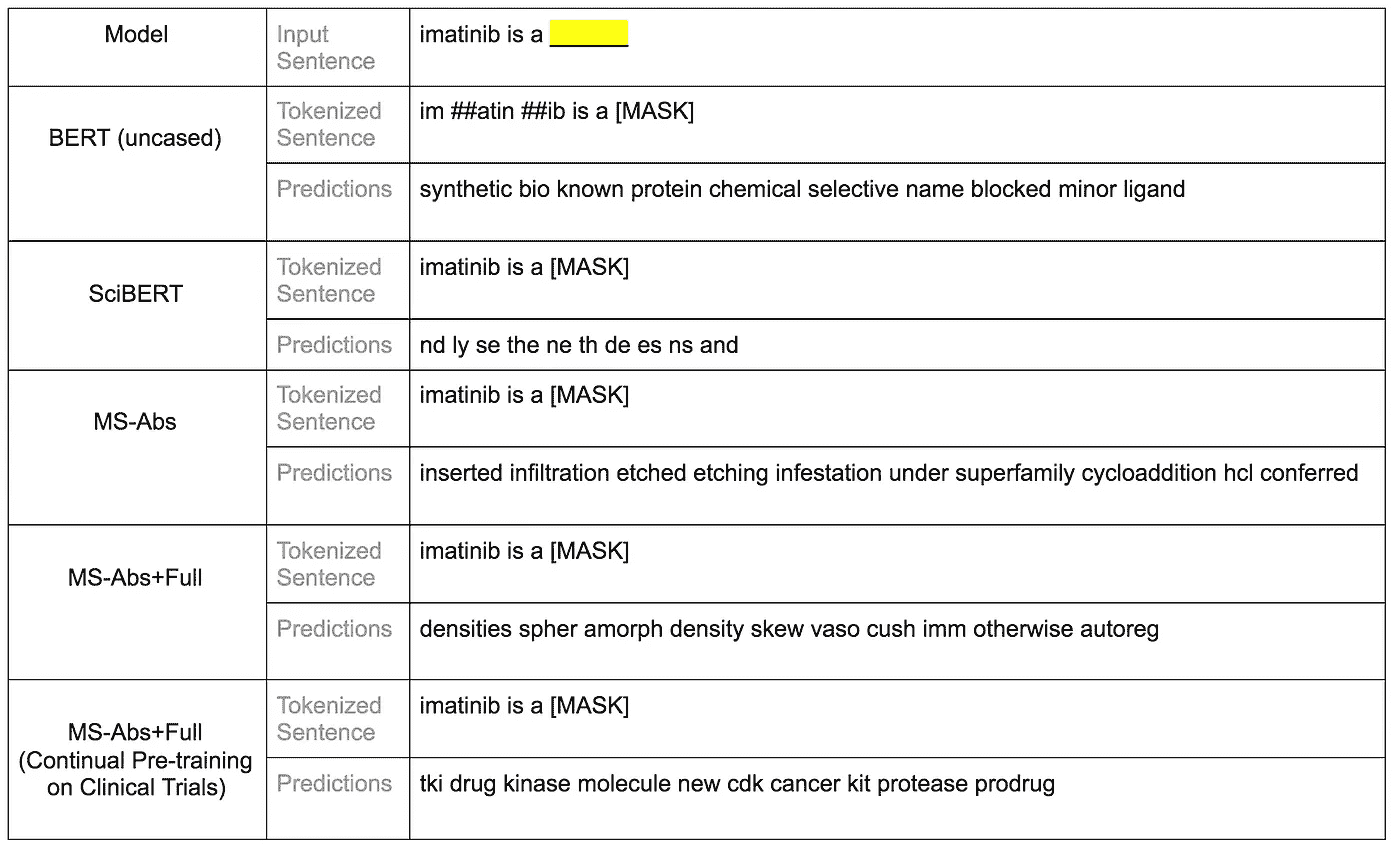 Model
Input
Sentence
imatinib is a
BERT (uncased)
Tokenized
Sentence
im ##atin ##ib is a [MASK]
Predictions
synthetic bio known protein chemical selective name blocked minor ligand
SciBERT
Tokenized
Sentence
imatinib is a [MASK]
Predictions
nd ly se the ne th de es ns and
MS-Abs
Tokenized
Sentence
imatinib is a [MASK]
Predictions
inserted infiltration etched etching infestation under superfamily cycloaddition hcl conferred
MS-Abs+Full
Tokenized
Sentence
imatinib is a [MASK]
Predictions
densities spher amorph density skew vaso cush imm otherwise autoreg
MS-Abs+Full
(Continual Pre-training
on Clinical Trials)
Tokenized
Sentence
imatinib is a [MASK]
Predictions
tki drug kinase molecule new cdk cancer kit protease prodrug